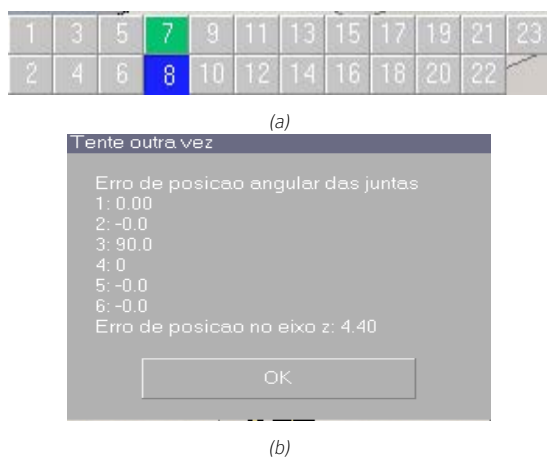 1 3 5 7 9 11 13 15 17 19 21 23
2 4 6 8 10 12 14 16 18 20 22
(a)
Tente outra vez
Erro de posicao angular das juntas
1: 0.00
2: -0.0
3: 90.0
4: 0
5: -0.0
6: -0.0
Erro de posicao no eixo z: 4.40
OK
(b)